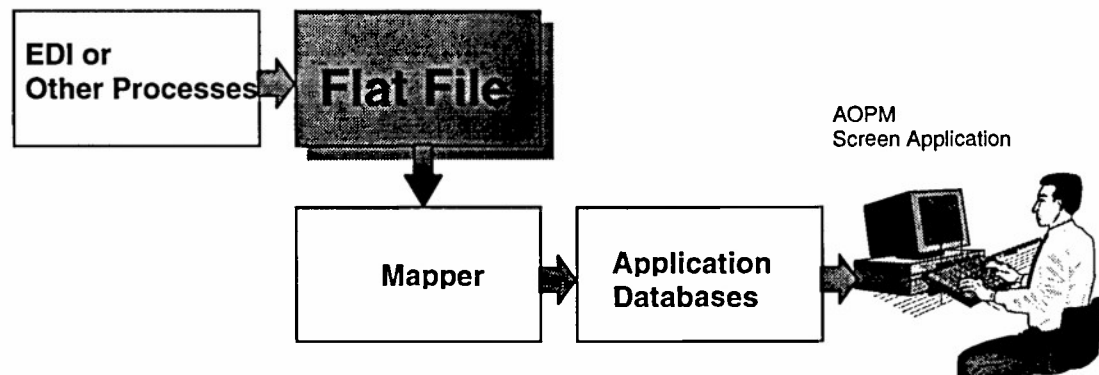 EDI or
Other Processes
Flat File
AOPM
Screen Application
Mapper
Application
Databases